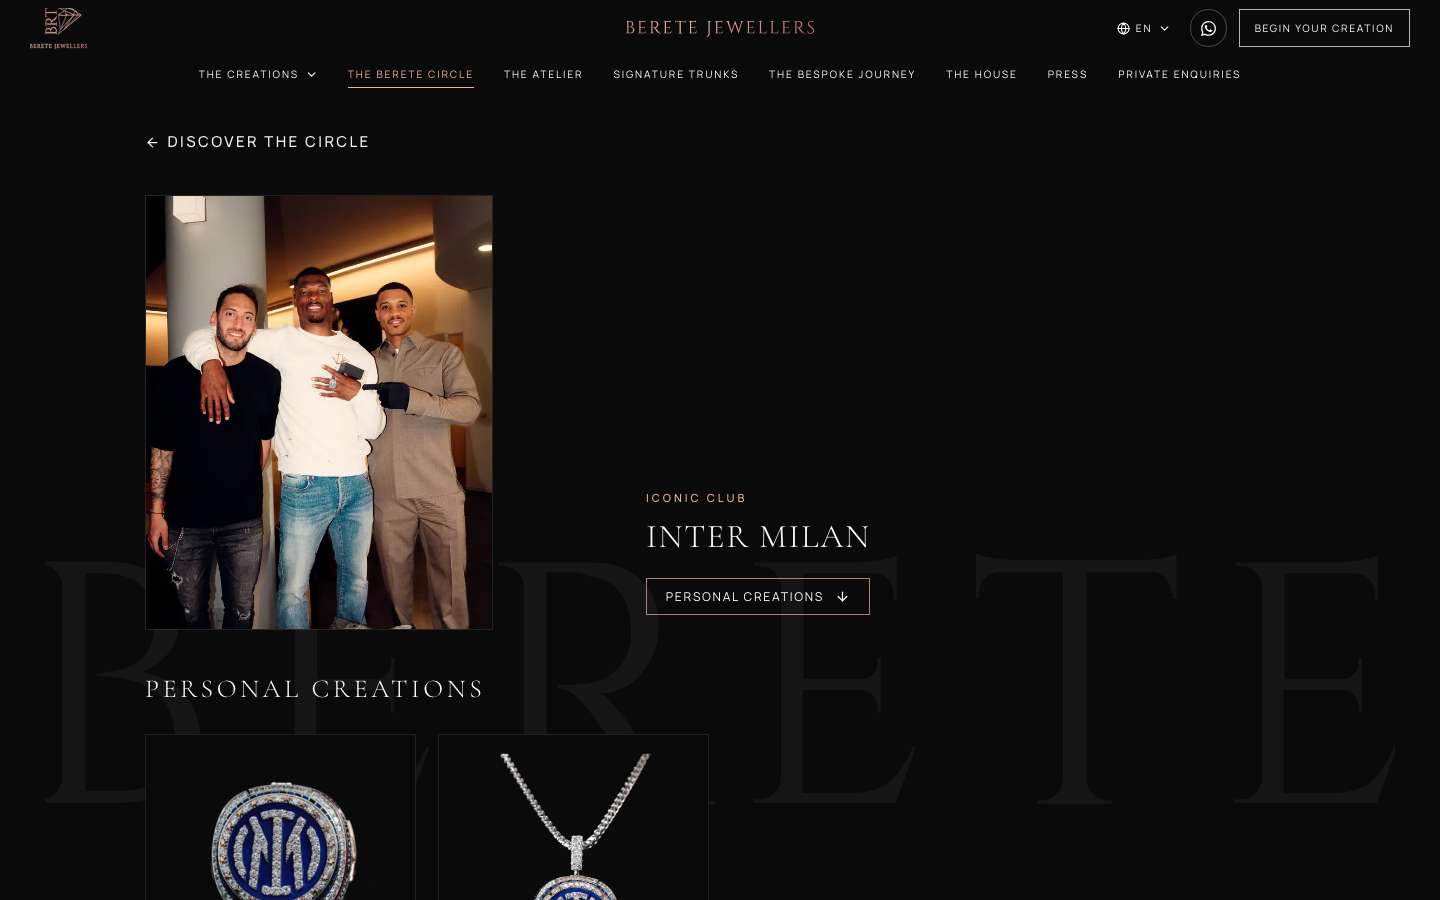 BRT
BERETE JEWELLERS
BERETE JEWELLERS
EN
BEGIN YOUR CREATION
THE CREATIONS
THE BERETE CIRCLE
THE ATELIER
SIGNATURE TRUNKS
THE BESPOKE JOURNEY
THE HOUSE
PRESS
PRIVATE ENQUIRIES
← DISCOVER THE CIRCLE
ICONIC CLUB
INTER MILAN
PERSONAL CREATIONS ↓
BERETE
PERSONAL CREATIONS